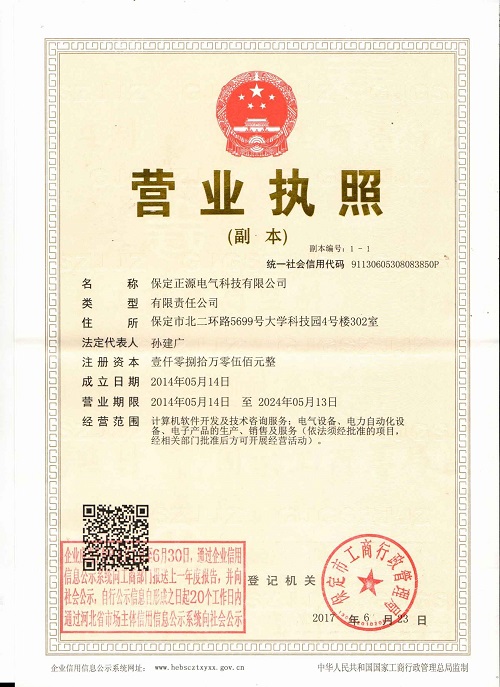 营业执照
(副 本)
副本编号：1 - 1
统一社会信用代码 91130605308083850P
名 称 保定正源电气科技有限公司
类 型 有限责任公司
住 所 保定市北二环路5699号大学科技园4号楼302室
法定代表人 孙建广
注册资本 壹仟零捌拾万零伍佰元整
成立日期 2014年05月14日
营业期限 2014年05月14日 至 2024年05月13日
经营范围 计算机软件开发及技术咨询服务；电气设备、电力自动化设
备、电子产品的生产、销售及服务（依法须经批准的项目，
经相关部门批准后方可开展经营活动）。
企业应 6月30日，通过企业信用
信息公示系统向工商部门报送上一年度报告，并向
社会公示，自行公示信息自形成之日起20个工作日内
通过河北省市场主体信用信息公示系统向社会公示
登记机关
保定市工商行政管理局
2017 年 6 月 23 日
企业信用信息公示系统网址： www.hebscztxyxx.gov.cn
中华人民共和国国家工商行政管理总局监制